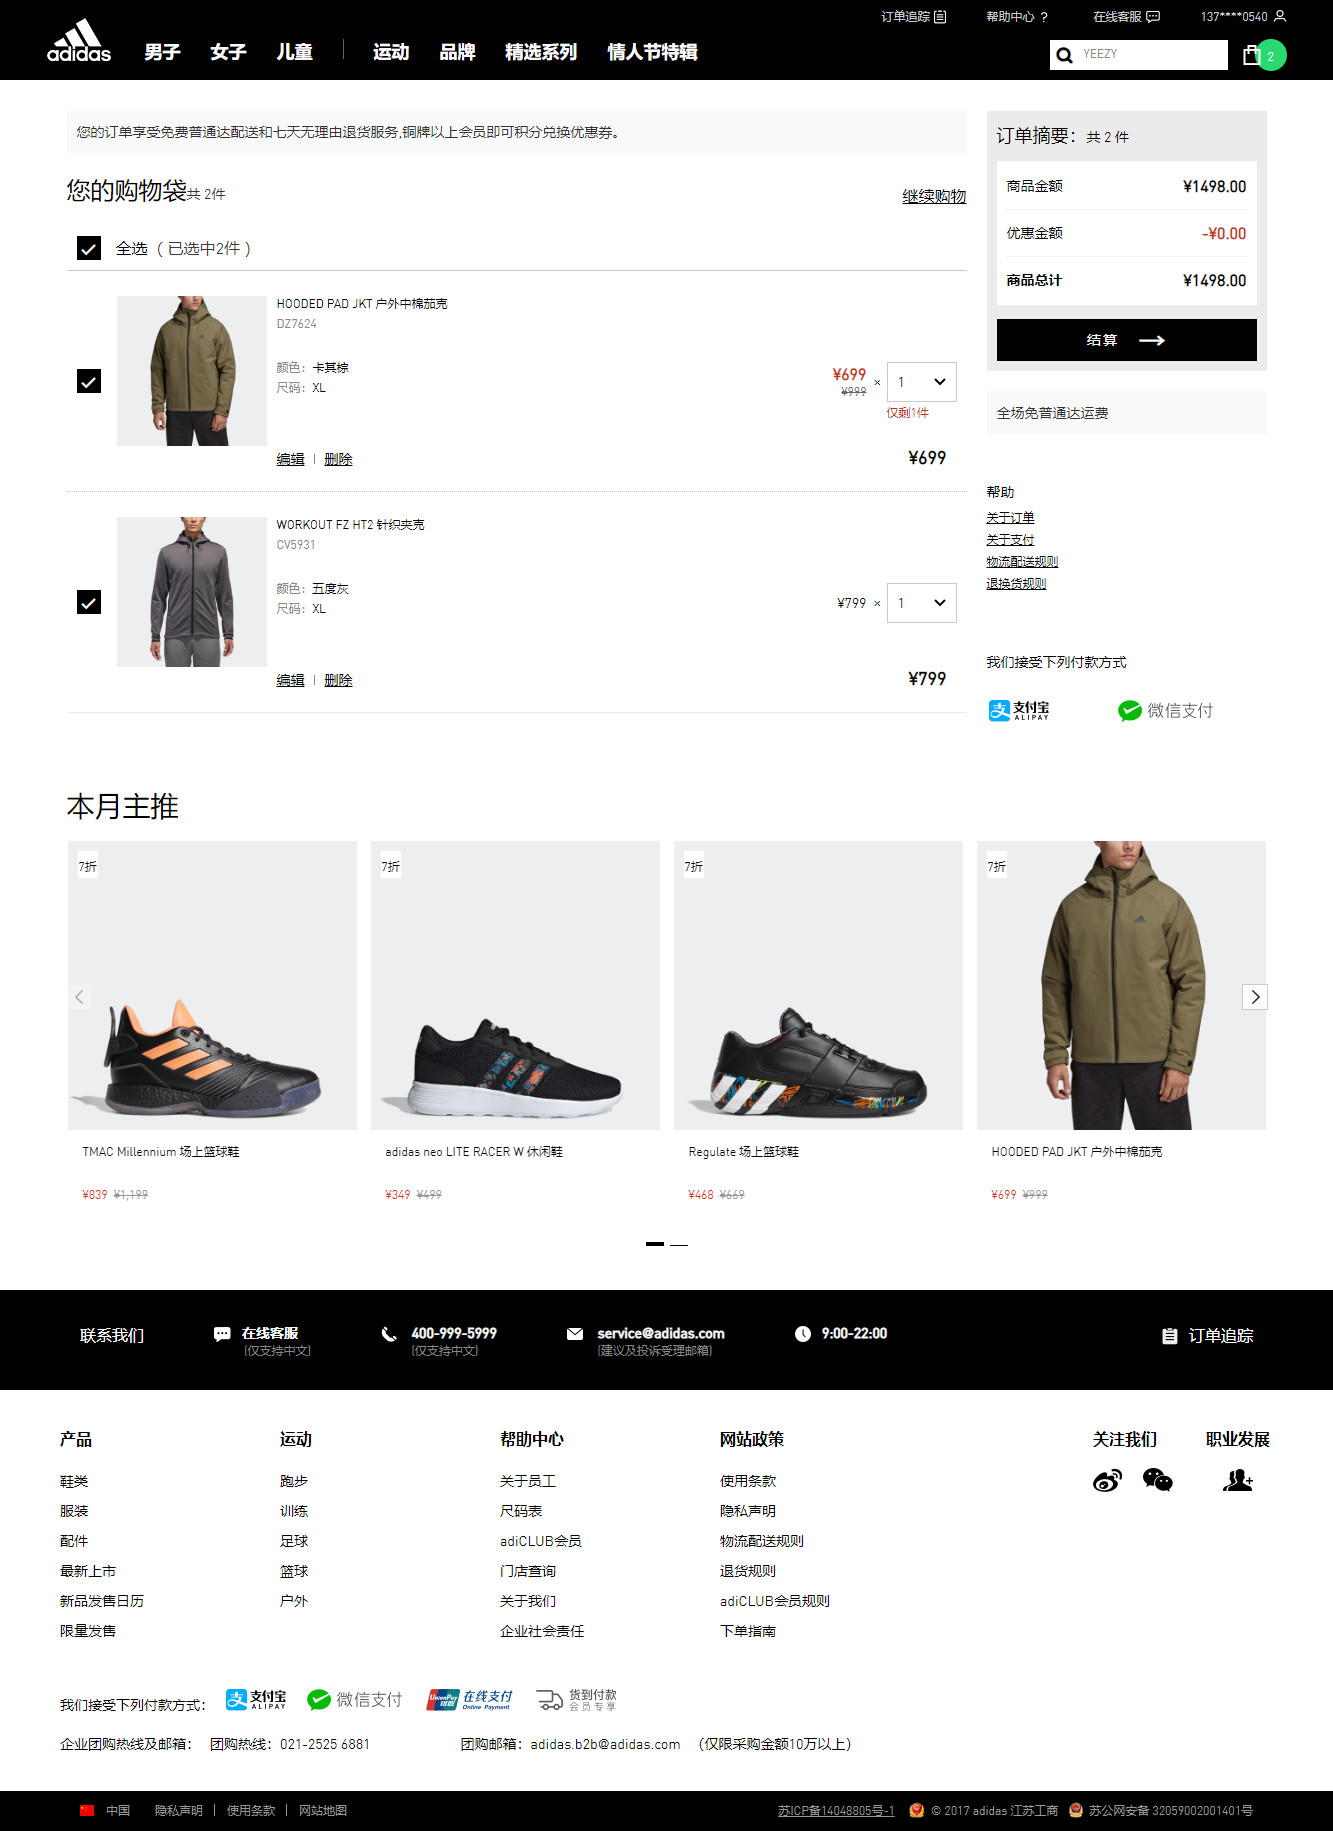 订单追踪
帮助中心 ?
在线客服
137****0540
adidas
男子
女子
儿童
运动
品牌
精选系列
情人节特辑
YEEZY
2
您的订单享受免费普通达配送和七天无理由退货服务,铜牌以上会员即可积分兑换优惠券。
您的购物袋共 2件
继续购物
全选（已选中2件）
HOODED PAD JKT 户外中棉茄克
DZ7624
颜色：卡其棕
尺码：XL
¥699
¥999
×
1
仅剩1件
编辑
删除
¥699
WORKOUT FZ HT2 针织夹克
CV5931
颜色：五度灰
尺码：XL
¥799 ×
1
编辑
删除
¥799
订单摘要：共 2 件
商品金额
¥1498.00
优惠金额
-¥0.00
商品总计
¥1498.00
结算
全场免普通达运费
帮助
关于订单
关于支付
物流配送规则
退换货规则
我们接受下列付款方式
支付宝
ALIPAY
微信支付
本月主推
7折
7折
7折
7折
TMAC Millennium 场上篮球鞋
¥839 ¥1,199
adidas neo LITE RACER W 休闲鞋
¥349 ¥499
Regulate 场上篮球鞋
¥468 ¥669
HOODED PAD JKT 户外中棉茄克
¥699 ¥999
联系我们
在线客服
(仅支持中文)
400-999-5999
(仅支持中文)
service@adidas.com
(建议及投诉受理邮箱)
9:00-22:00
订单追踪
产品
鞋类
服装
配件
最新上市
新品发售日历
限量发售
运动
跑步
训练
足球
篮球
户外
帮助中心
关于员工
尺码表
adiCLUB会员
门店查询
关于我们
企业社会责任
网站政策
使用条款
隐私声明
物流配送规则
退货规则
adiCLUB会员规则
下单指南
关注我们
职业发展
我们接受下列付款方式：
支付宝
ALIPAY
微信支付
UnionPay
银联
在线支付
Online Payment
货到付款
会员专享
企业团购热线及邮箱： 团购热线：021-2525 6881
团购邮箱：adidas.b2b@adidas.com （仅限采购金额10万以上）
中国
隐私声明
使用条款
网站地图
苏ICP备14048805号-1
© 2017 adidas 江苏工商
苏公网安备 32059002001401号